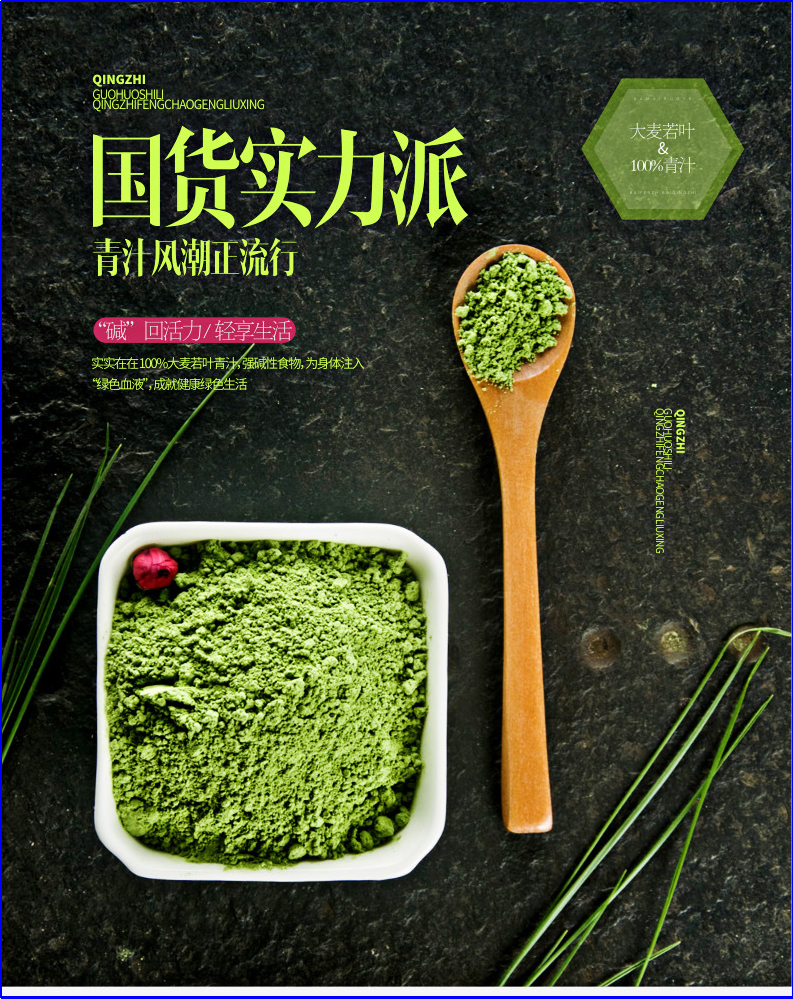 QINGZHI
GUOHUOSHILI
QINGZHIFENGCHAOGENGLIUXING
国货实力派
青汁风潮正流行
“碱”回活力/轻享生活
实实在在100%大麦若叶青汁,强碱性食物,为身体注入
“绿色血液”,成就健康绿色生活
大麦若叶
&
100%青汁
QINGZHI
GUOHUOSHILI
QINGZHIFENGCHAOGENGLIUXING